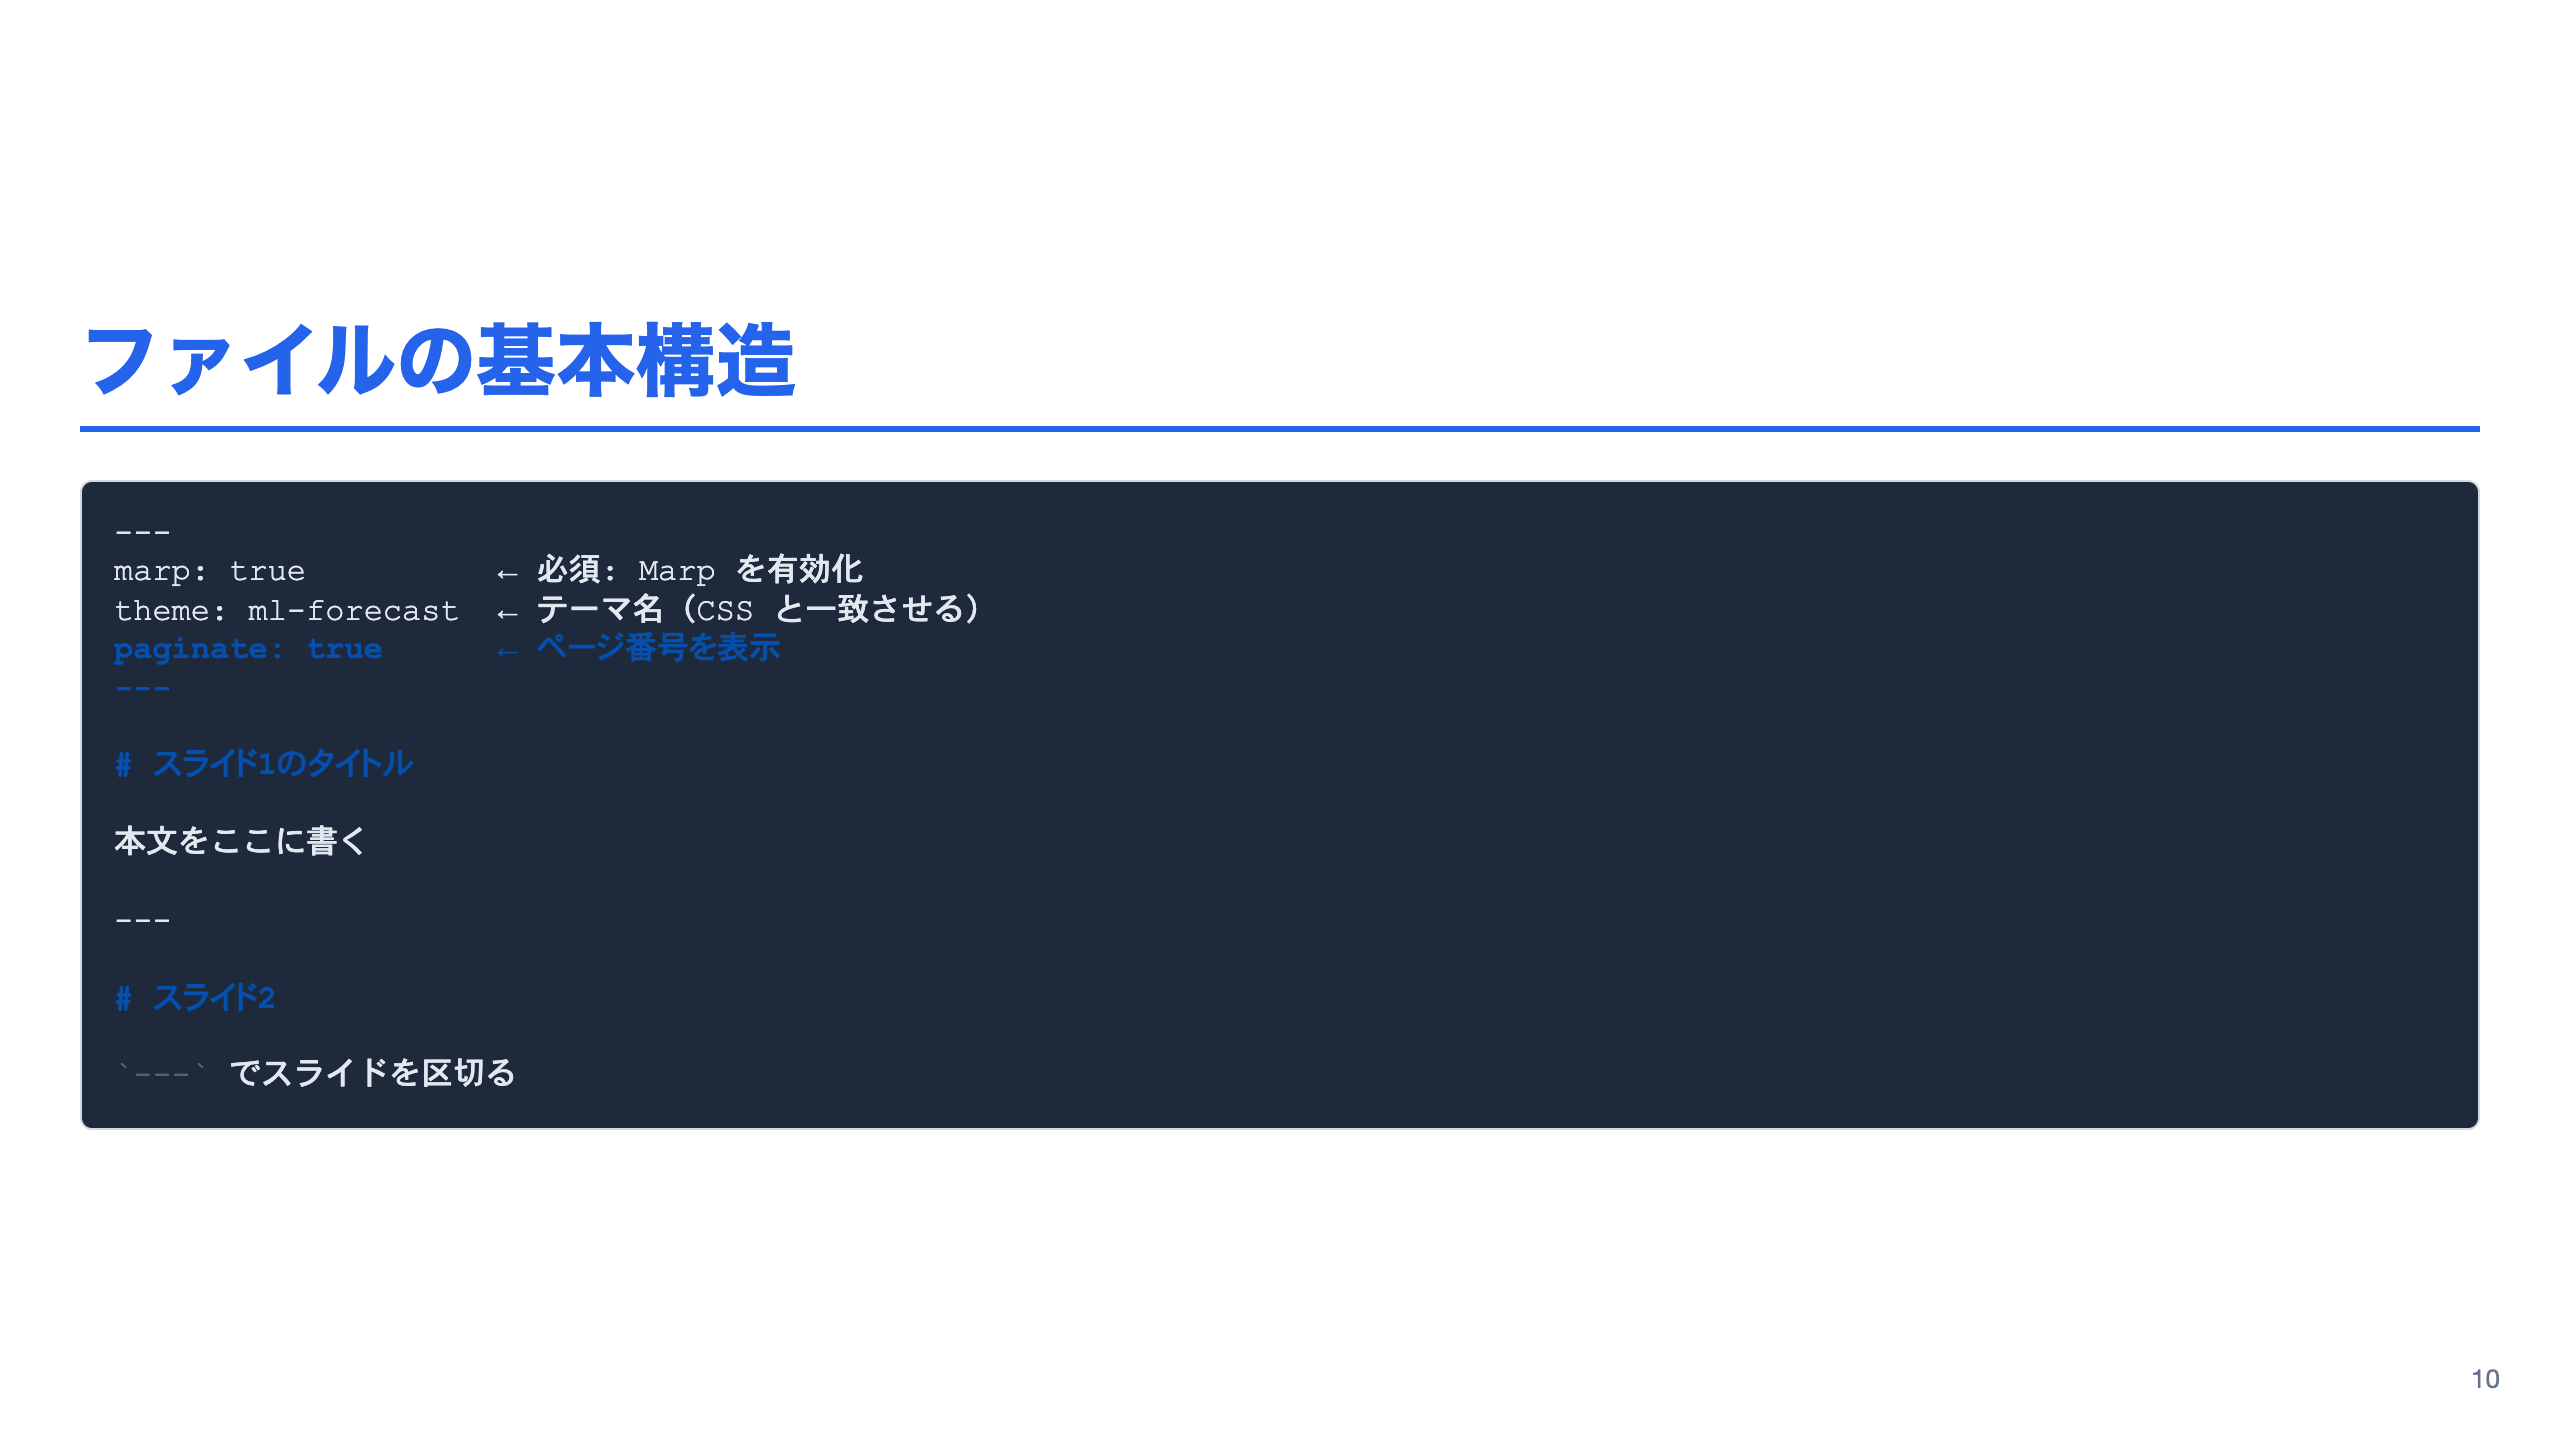 ファイルの基本構造
---
marp: true          ← 必須: Marp を有効化
theme: ml-forecast  ← テーマ名（CSS と一致させる）
paginate: true      ← ページ番号を表示
---
# スライド1のタイトル
本文をここに書く
---
# スライド2
`---` でスライドを区切る
10